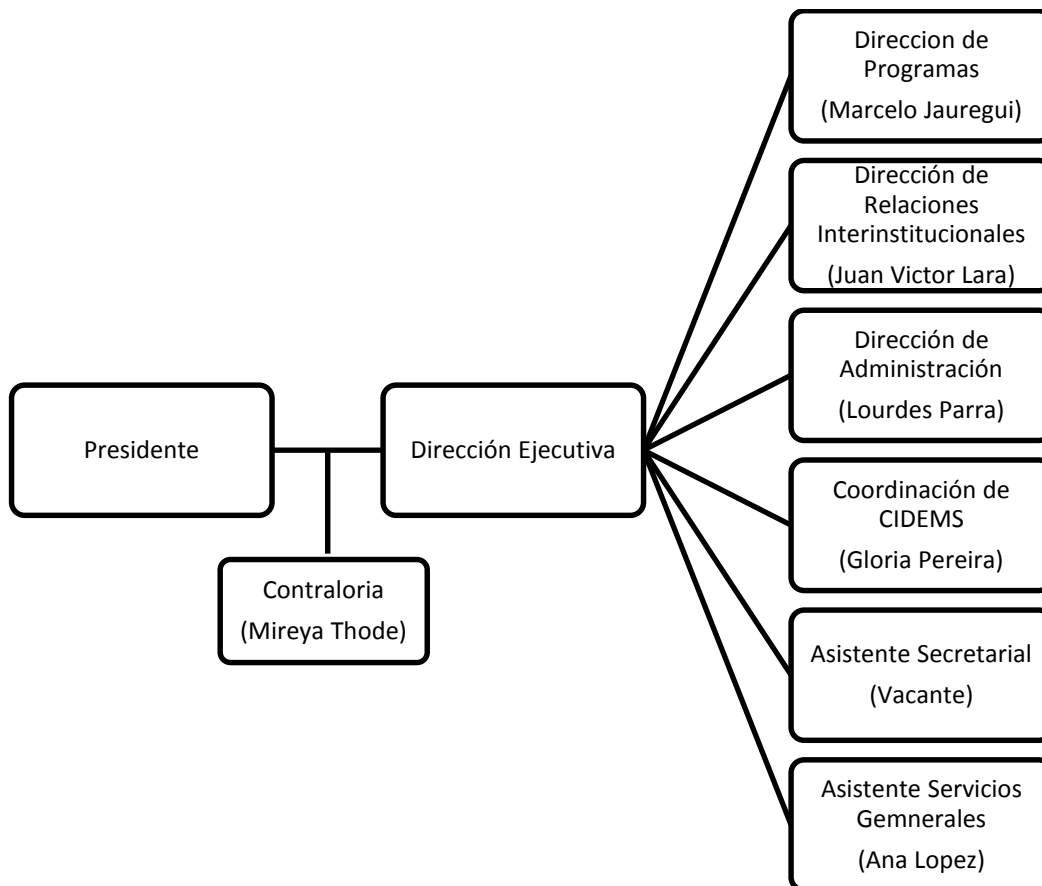 Presidente
Contraloria
(Mireya Thode)
Dirección Ejecutiva
Direccion de
Programas
(Marcelo Jauregui)
Dirección de
Relaciones
Interinstitucionales
(Juan Victor Lara)
Dirección de
Administración
(Lourdes Parra)
Coordinación de
CIDEMS
(Gloria Pereira)
Asistente Secretarial
(Vacante)
Asistente Servicios
Gemnerales
(Ana Lopez)